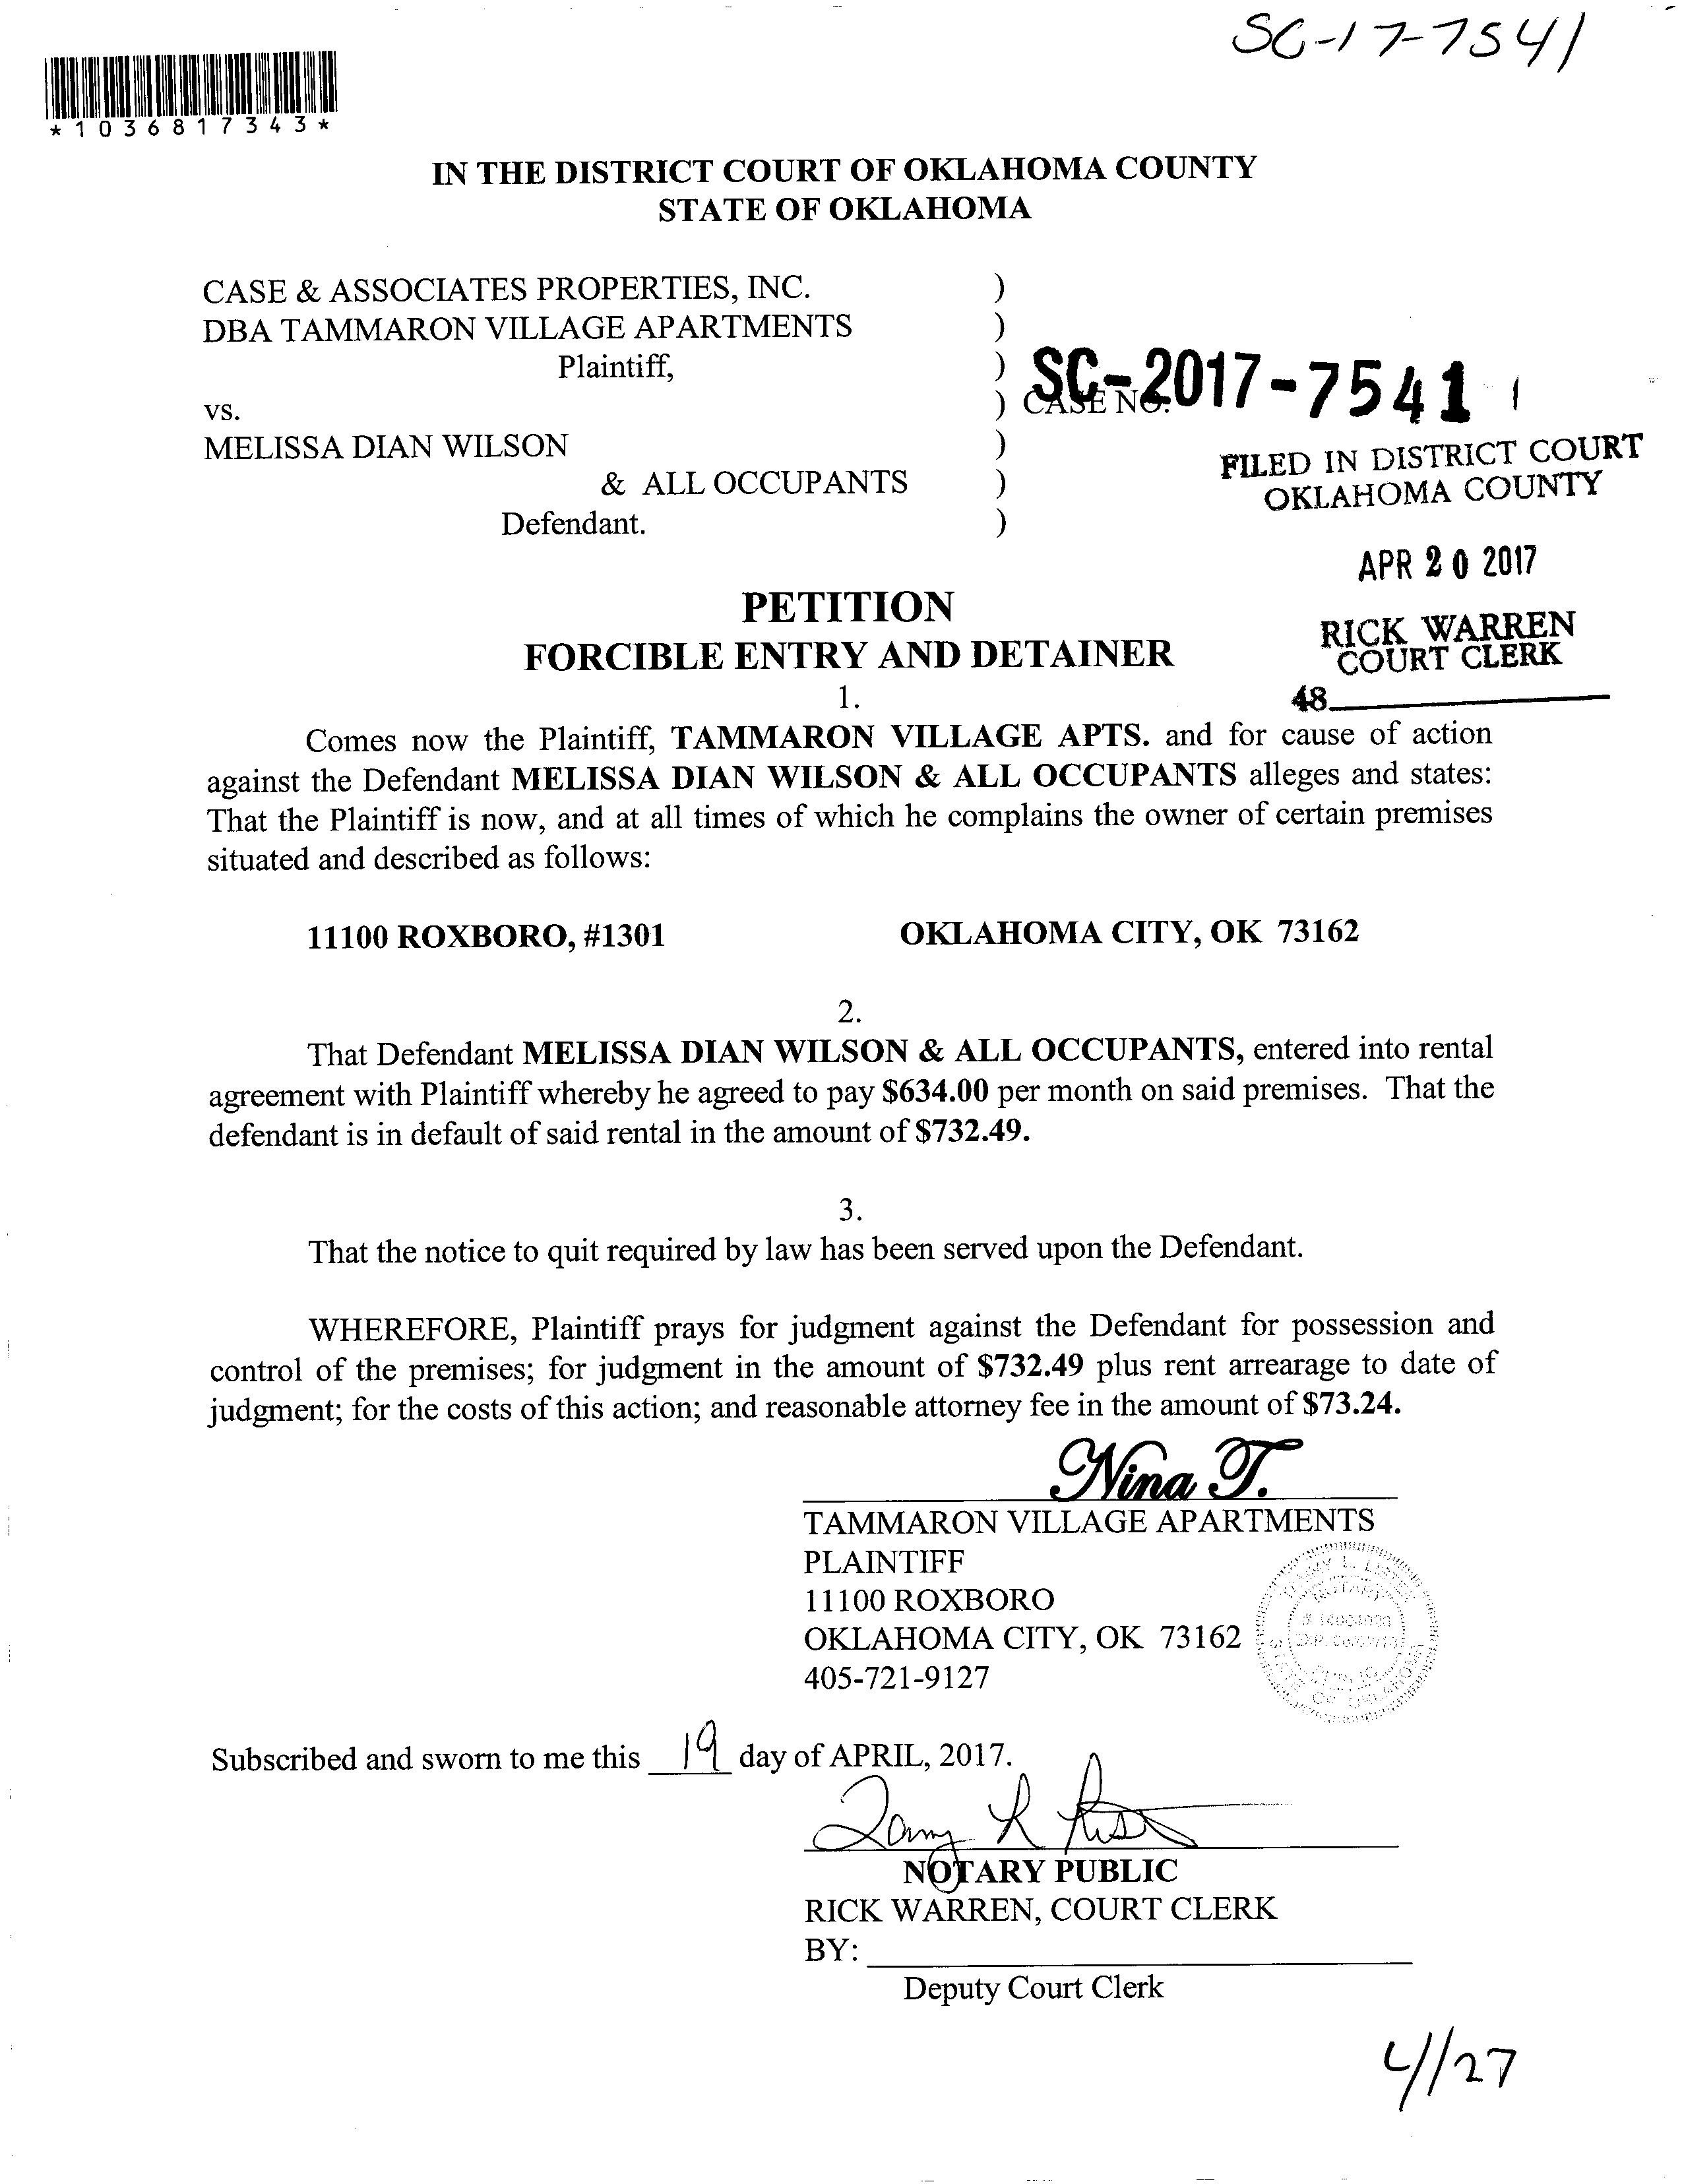 SC-17-7541
*1036817343*
IN THE DISTRICT COURT OF OKLAHOMA COUNTY
STATE OF OKLAHOMA
CASE & ASSOCIATES PROPERTIES, INC. )
DBA TAMMARON VILLAGE APARTMENTS )
Plaintiff, )
vs. ) CASE NO. SC-2017-7541
MELISSA DIAN WILSON )
& ALL OCCUPANTS )
Defendant. )
FILED IN DISTRICT COURT
OKLAHOMA COUNTY
APR 20 2017
RICK WARREN
COURT CLERK
48
PETITION
FORCIBLE ENTRY AND DETAINER
1.
Comes now the Plaintiff, TAMMARON VILLAGE APTS. and for cause of action
against the Defendant MELISSA DIAN WILSON & ALL OCCUPANTS alleges and states:
That the Plaintiff is now, and at all times of which he complains the owner of certain premises
situated and described as follows:
11100 ROXBORO, #1301 OKLAHOMA CITY, OK 73162
2.
That Defendant MELISSA DIAN WILSON & ALL OCCUPANTS, entered into rental
agreement with Plaintiff whereby he agreed to pay $634.00 per month on said premises. That the
defendant is in default of said rental in the amount of $732.49.
3.
That the notice to quit required by law has been served upon the Defendant.
WHEREFORE, Plaintiff prays for judgment against the Defendant for possession and
control of the premises; for judgment in the amount of $732.49 plus rent arrearage to date of
judgment; for the costs of this action; and reasonable attorney fee in the amount of $73.24.
Nina T.
TAMMARON VILLAGE APARTMENTS
PLAINTIFF
11100 ROXBORO
OKLAHOMA CITY, OK 73162
405-721-9127
Subscribed and sworn to me this 19 day of APRIL, 2017.
NOTARY PUBLIC
RICK WARREN, COURT CLERK
BY:
Deputy Court Clerk
4//27